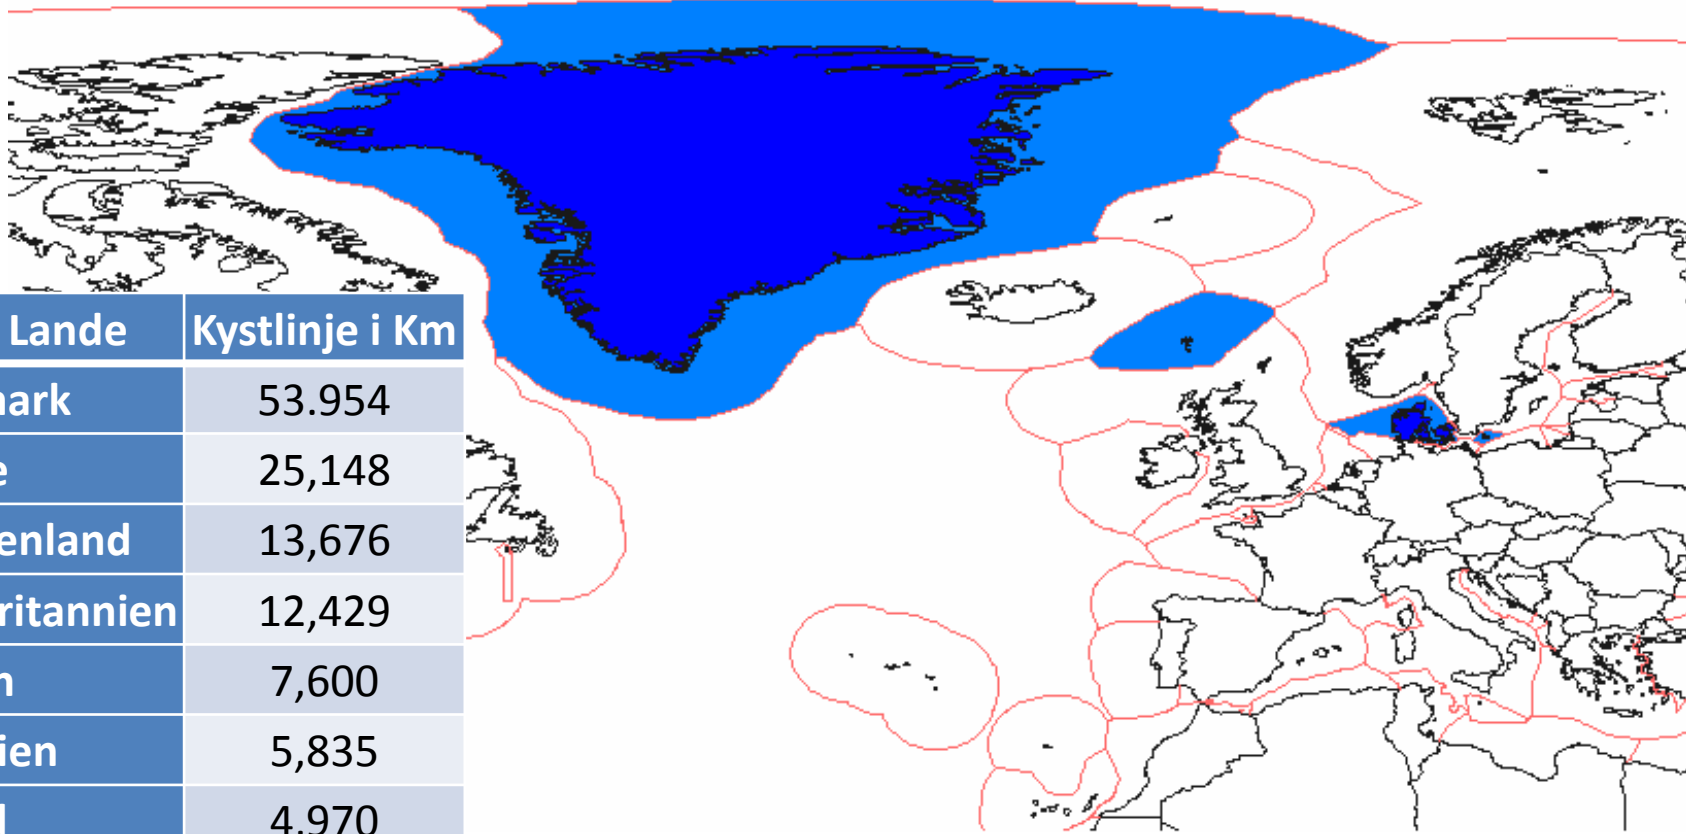 Lande Kystlinje i Km
mark 53.954
e 25,148
enland 13,676
ritannien 12,429
n 7,600
ien 5,835
4,970